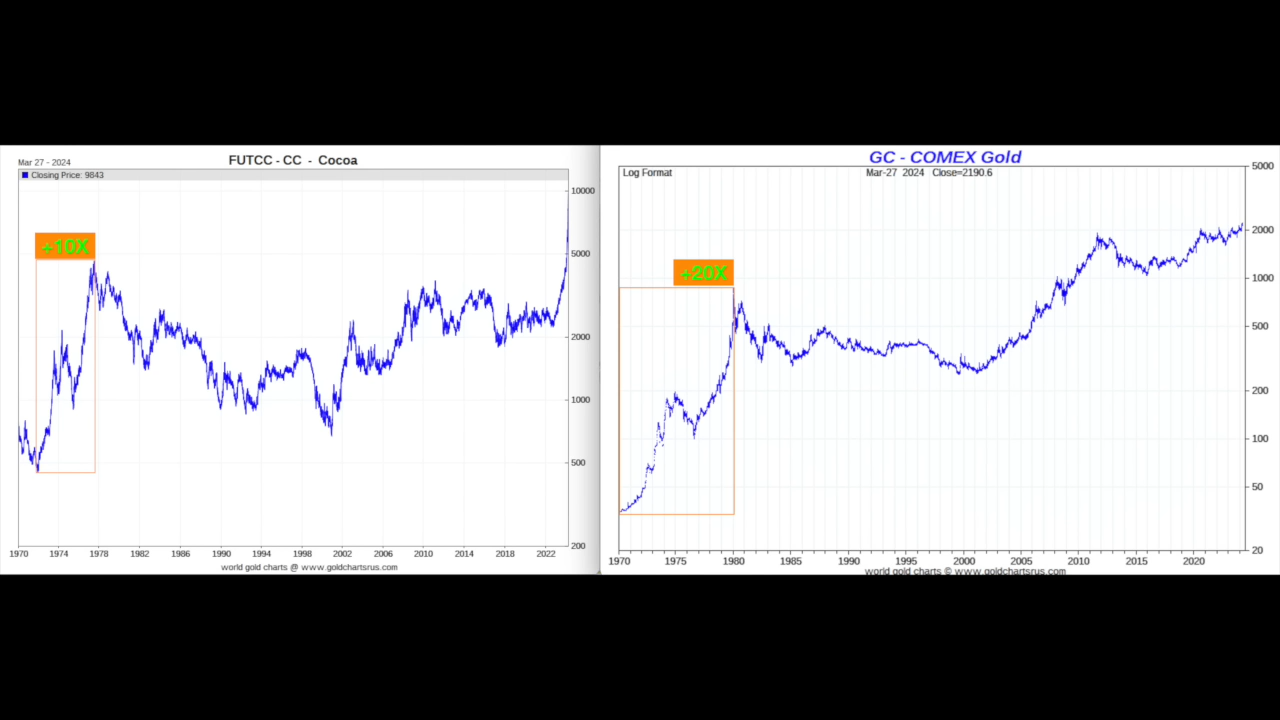 Mar 27 - 2024
FUTCC - CC - Cocoa
Closing Price: 9843
10000
5000
2000
1000
500
200
+10X
1970 1974 1978 1982 1986 1990 1994 1998 2002 2006 2010 2014 2018 2022
world gold charts @ www.goldchartsrus.com
GC - COMEX Gold
Log Format
Mar-27 2024 Close=2190.6
5000
2000
1000
500
200
100
50
20
+20X
1970 1975 1980 1985 1990 1995 2000 2005 2010 2015 2020
world gold charts © www.goldchartsrus.com